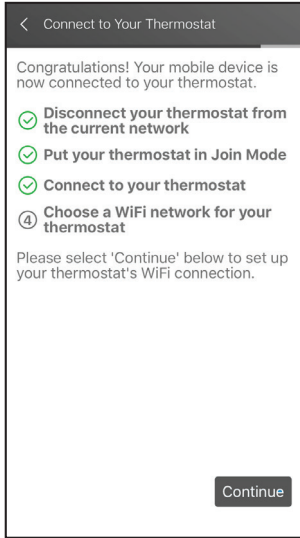 Connect to Your Thermostat
Congratulations! Your mobile device is
now connected to your thermostat.
Disconnect your thermostat from
the current network
Put your thermostat in Join Mode
Connect to your thermostat
4 Choose a WiFi network for your
thermostat
Please select 'Continue' below to set up
your thermostat's WiFi connection.
Continue